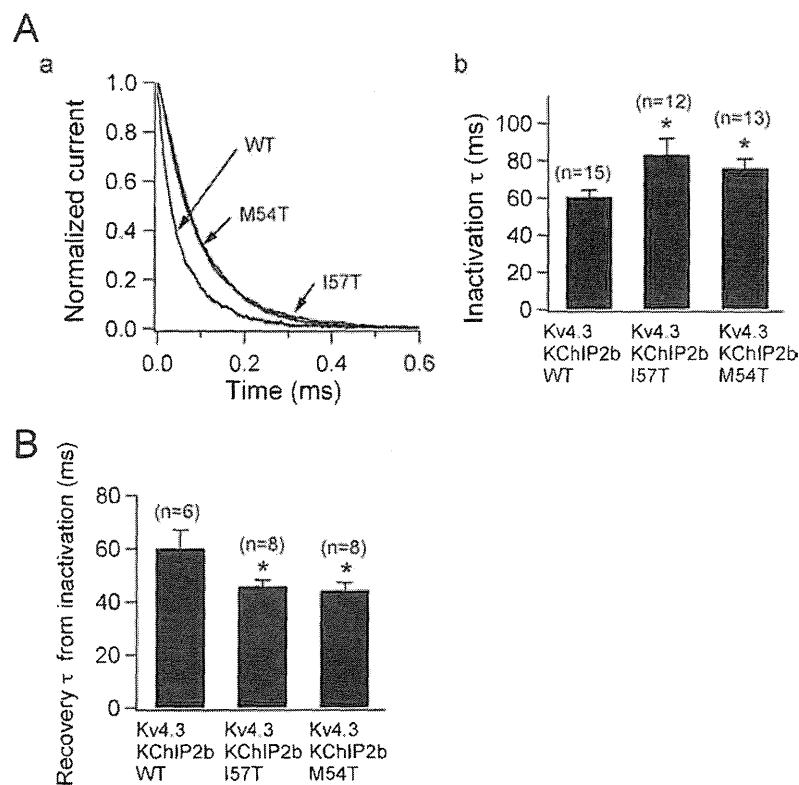 A
a
Normalized current
1.0
0.8
0.6
0.4
0.2
0.0
WT
M54T
I57T
0.0 0.2 0.4 0.6
Time (ms)
b
Inactivation τ (ms)
100
80
60
40
20
0
(n=15)
(n=12)
*
(n=13)
*
Kv4.3 Kv4.3 Kv4.3
KChIP2b KChIP2b KChIP2b
WT I57T M54T
B
Recovery τ from inactivation (ms)
80
60
40
20
0
(n=6)
(n=8)
*
(n=8)
*
Kv4.3 Kv4.3 Kv4.3
KChIP2b KChIP2b KChIP2b
WT I57T M54T